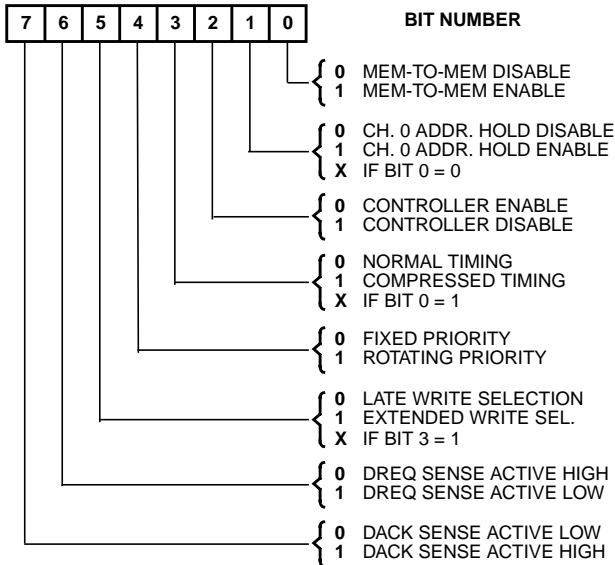 7 6 5 4 3 2 1 0 BIT NUMBER
0 MEM-TO-MEM DISABLE
1 MEM-TO-MEM ENABLE
0 CH. 0 ADDR. HOLD DISABLE
1 CH. 0 ADDR. HOLD ENABLE
X IF BIT 0 = 0
0 CONTROLLER ENABLE
1 CONTROLLER DISABLE
0 NORMAL TIMING
1 COMPRESSED TIMING
X IF BIT 0 = 1
0 FIXED PRIORITY
1 ROTATING PRIORITY
0 LATE WRITE SELECTION
1 EXTENDED WRITE SEL.
X IF BIT 3 = 1
0 DREQ SENSE ACTIVE HIGH
1 DREQ SENSE ACTIVE LOW
0 DACK SENSE ACTIVE LOW
1 DACK SENSE ACTIVE HIGH